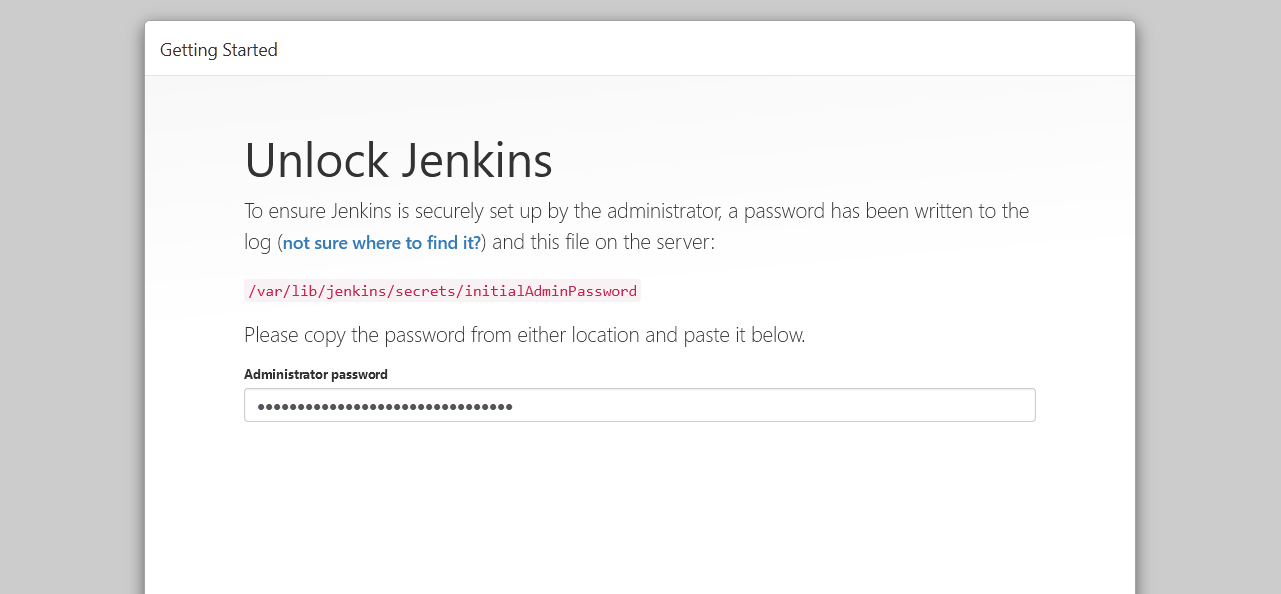 Getting Started
Unlock Jenkins
To ensure Jenkins is securely set up by the administrator, a password has been written to the
log (not sure where to find it?) and this file on the server:
/var/lib/jenkins/secrets/initialAdminPassword
Please copy the password from either location and paste it below.
Administrator password
••••••••••••••••••••••••••••••••